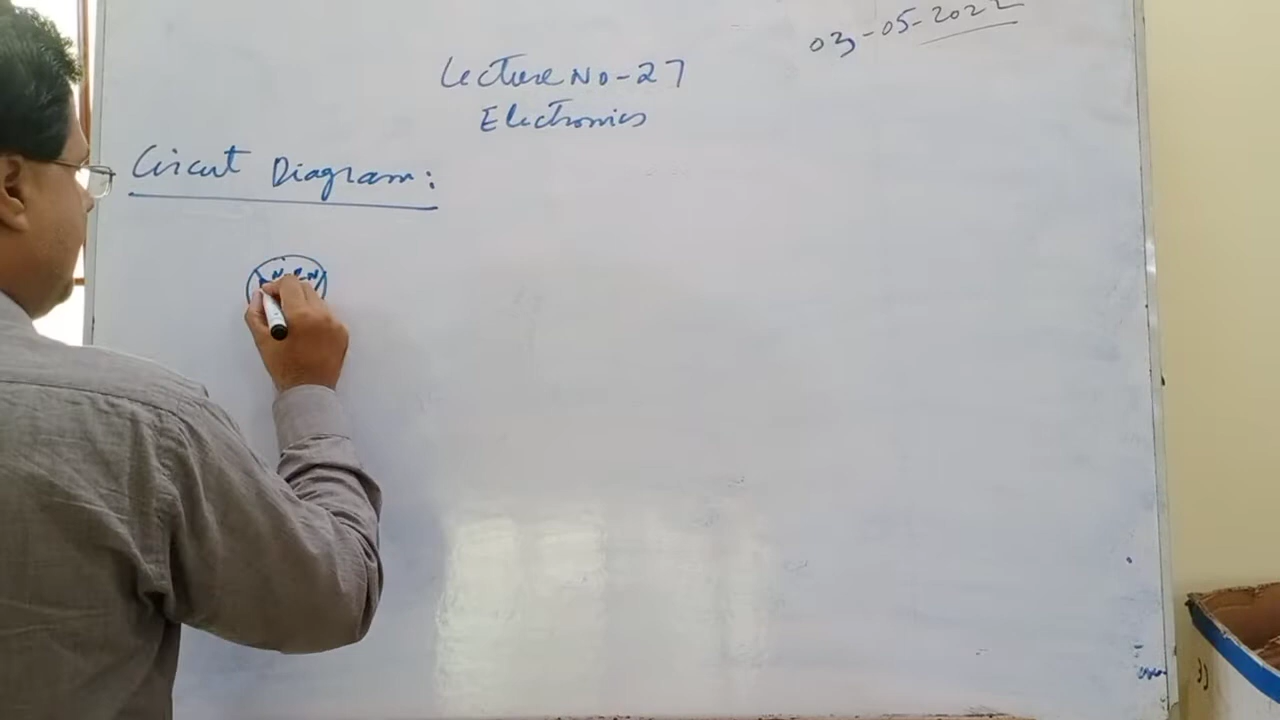 03-05-2022
Lecture No-27
Electronics
Circuit Diagram:
N-P-N